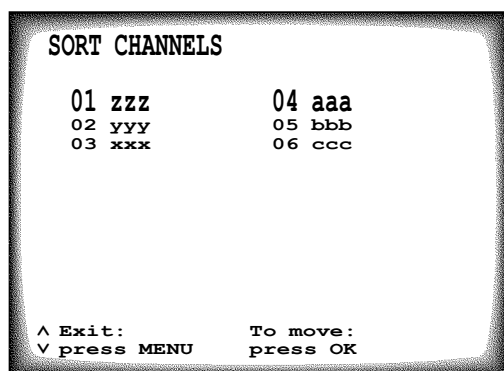 SORT CHANNELS
01 zzz 04 aaa
02 yyy 05 bbb
03 xxx 06 ccc
∧ Exit: To move:
∨ press MENU press OK